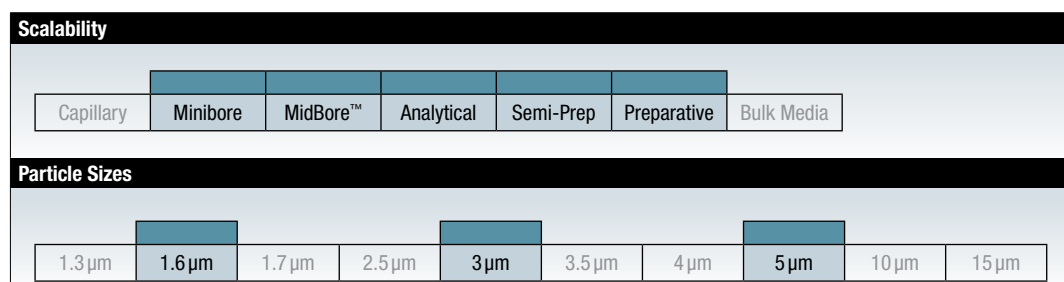 Scalability
Capillary Minibore MidBore™ Analytical Semi-Prep Preparative Bulk Media
Particle Sizes
1.3 µm 1.6 µm 1.7 µm 2.5 µm 3 µm 3.5 µm 4 µm 5 µm 10 µm 15 µm